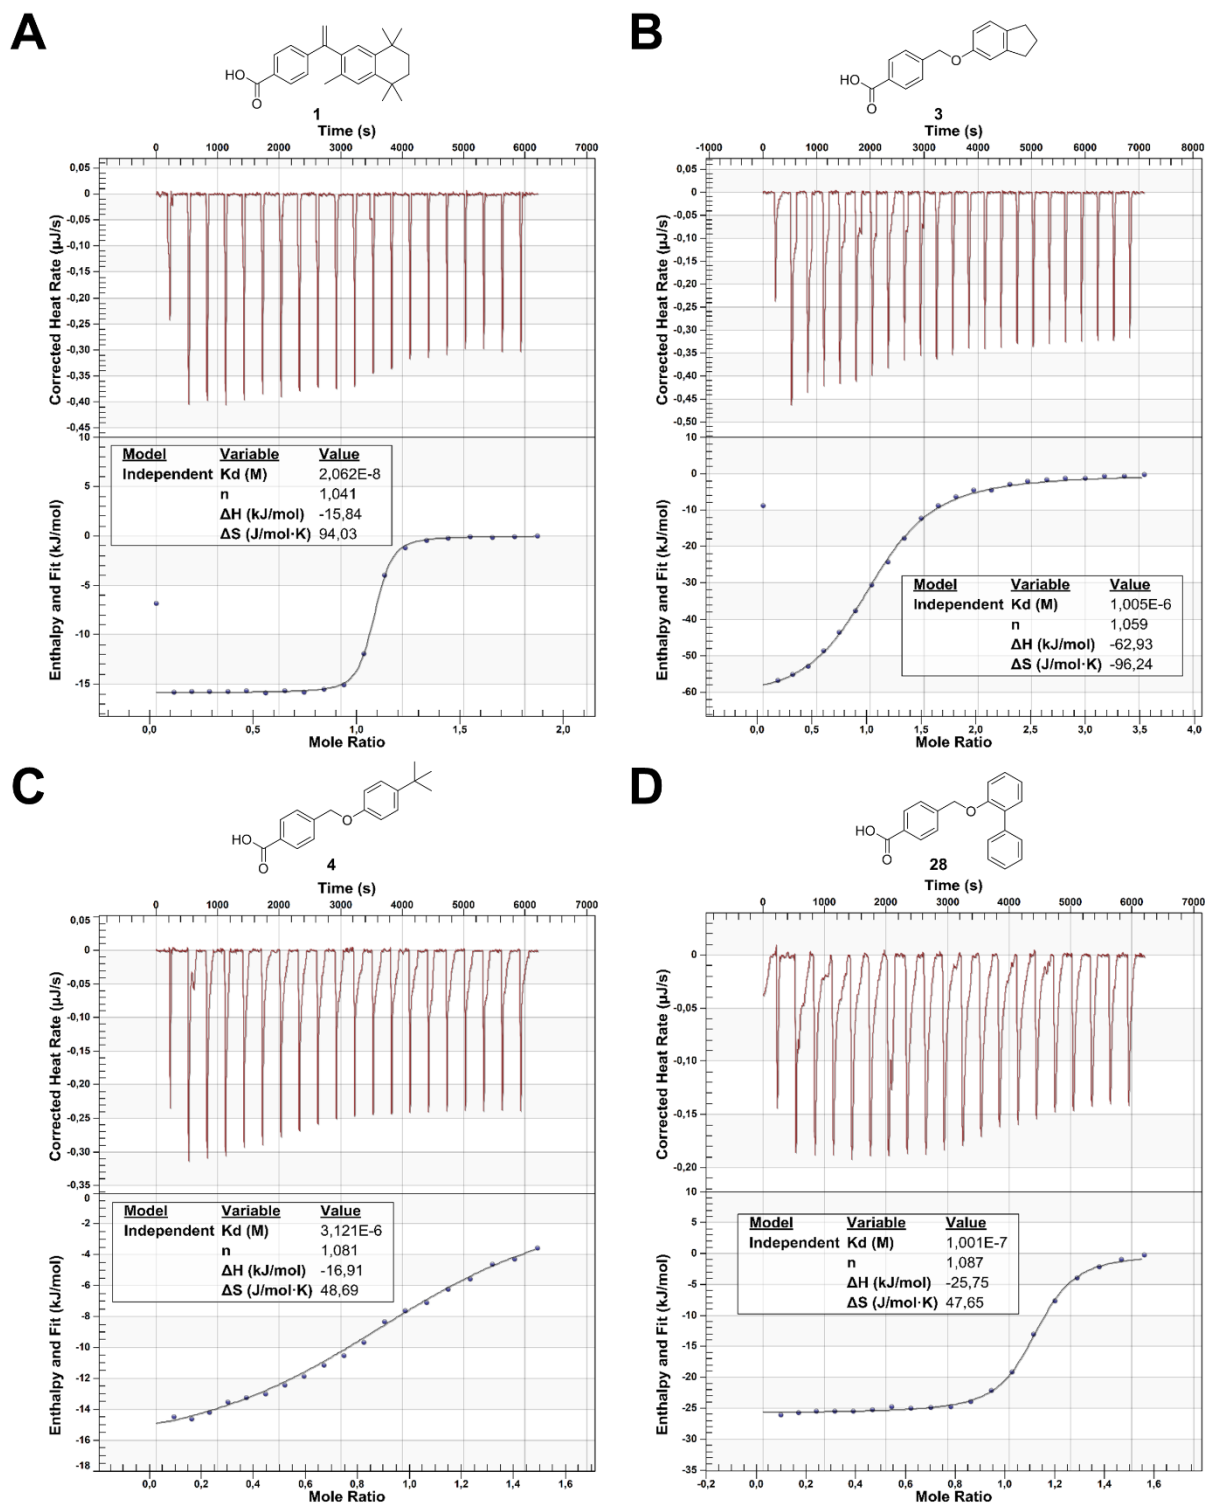 A
HO
O
1
Time (s)
0 1000 2000 3000 4000 5000 6000 7000
0,05
0
-0,05
-0,10
-0,15
-0,20
-0,25
-0,30
-0,35
-0,40
-0,45
Corrected Heat Rate (µJ/s)
10
5
0
-5
-10
-15
Enthalpy and Fit (kJ/mol)
Model Variable Value
Independent Kd (M) 2,062E-8
n 1,041
ΔH (kJ/mol) -15,84
ΔS (J/mol·K) 94,03
0,0 0,5 1,0 1,5 2,0
Mole Ratio
B
HO
O
O
3
Time (s)
-1000 0 1000 2000 3000 4000 5000 6000 7000 8000
0,05
0
-0,05
-0,10
-0,15
-0,20
-0,25
-0,30
-0,35
-0,40
-0,45
-0,50
Corrected Heat Rate (µJ/s)
10
0
-10
-20
-30
-40
-50
-60
Enthalpy and Fit (kJ/mol)
Model Variable Value
Independent Kd (M) 1,005E-6
n 1,059
ΔH (kJ/mol) -62,93
ΔS (J/mol·K) -96,24
0,0 0,5 1,0 1,5 2,0 2,5 3,0 3,5 4,0
Mole Ratio
C
HO
O
O
4
Time (s)
0 1000 2000 3000 4000 5000 6000 7000
0,05
0
-0,05
-0,10
-0,15
-0,20
-0,25
-0,30
-0,35
Corrected Heat Rate (µJ/s)
0
-2
-4
-6
-8
-10
-12
-14
-16
-18
Enthalpy and Fit (kJ/mol)
Model Variable Value
Independent Kd (M) 3,121E-6
n 1,081
ΔH (kJ/mol) -16,91
ΔS (J/mol·K) 48,69
0,0 0,2 0,4 0,6 0,8 1,0 1,2 1,4 1,6
Mole Ratio
D
HO
O
O
28
Time (s)
0 1000 2000 3000 4000 5000 6000 7000
0
-0,05
-0,10
-0,15
-0,20
Corrected Heat Rate (µJ/s)
10
5
0
-5
-10
-15
-20
-25
-30
-35
Enthalpy and Fit (kJ/mol)
Model Variable Value
Independent Kd (M) 1,001E-7
n 1,087
ΔH (kJ/mol) -25,75
ΔS (J/mol·K) 47,65
-0,2 0,0 0,2 0,4 0,6 0,8 1,0 1,2 1,4 1,6
Mole Ratio